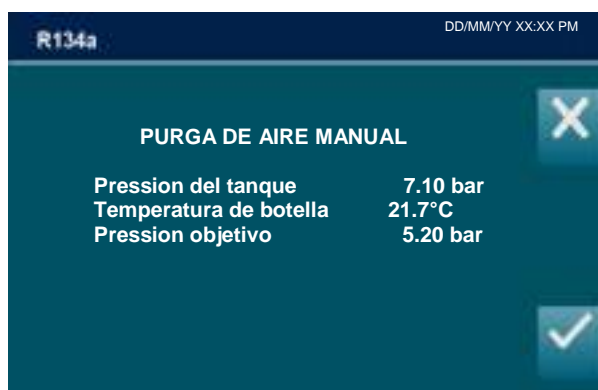 R134a
DD/MM/YY XX:XX PM
PURGA DE AIRE MANUAL
Pression del tanque 7.10 bar
Temperatura de botella 21.7°C
Pression objetivo 5.20 bar